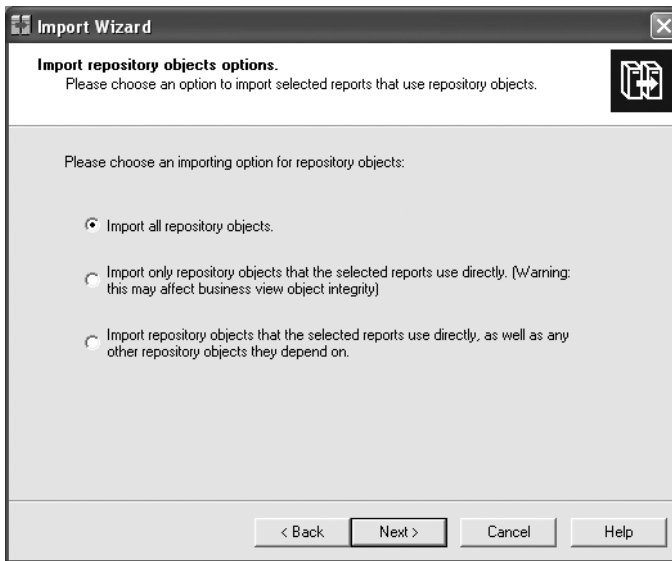 Import Wizard
Import repository objects options.
Please choose an option to import selected reports that use repository objects.
Please choose an importing option for repository objects:
Import all repository objects.
Import only repository objects that the selected reports use directly. (Warning:
this may affect business view object integrity)
Import repository objects that the selected reports use directly, as well as any
other repository objects they depend on.
< Back Next > Cancel Help